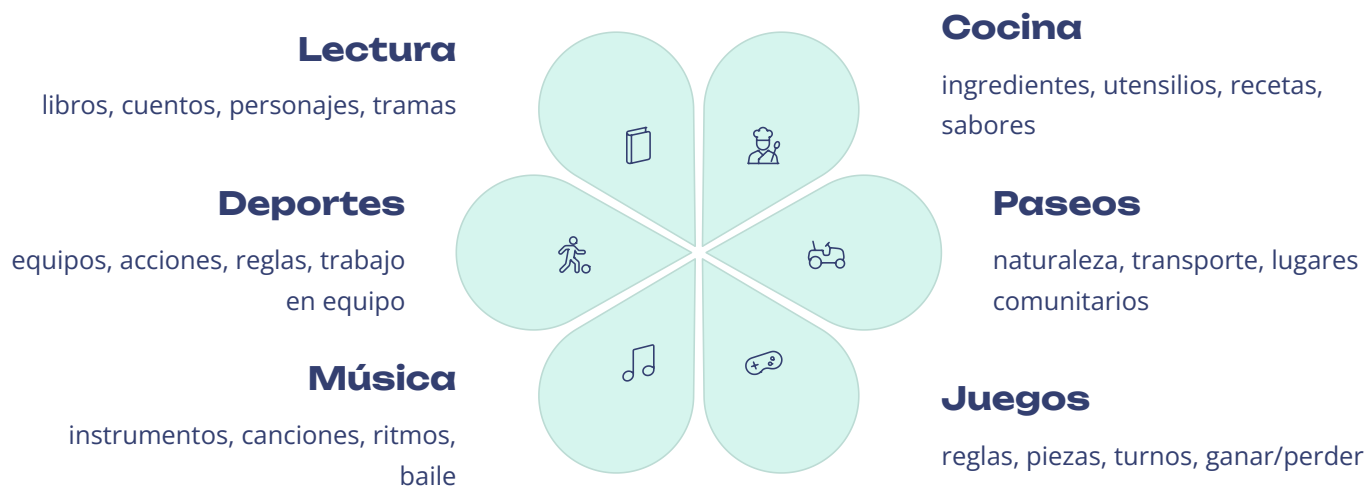 Lectura
libros, cuentos, personajes, tramas
Cocina
ingredientes, utensilios, recetas,
sabores
Deportes
equipos, acciones, reglas, trabajo
en equipo
Paseos
naturaleza, transporte, lugares
comunitarios
Música
instrumentos, canciones, ritmos,
baile
Juegos
reglas, piezas, turnos, ganar/perder